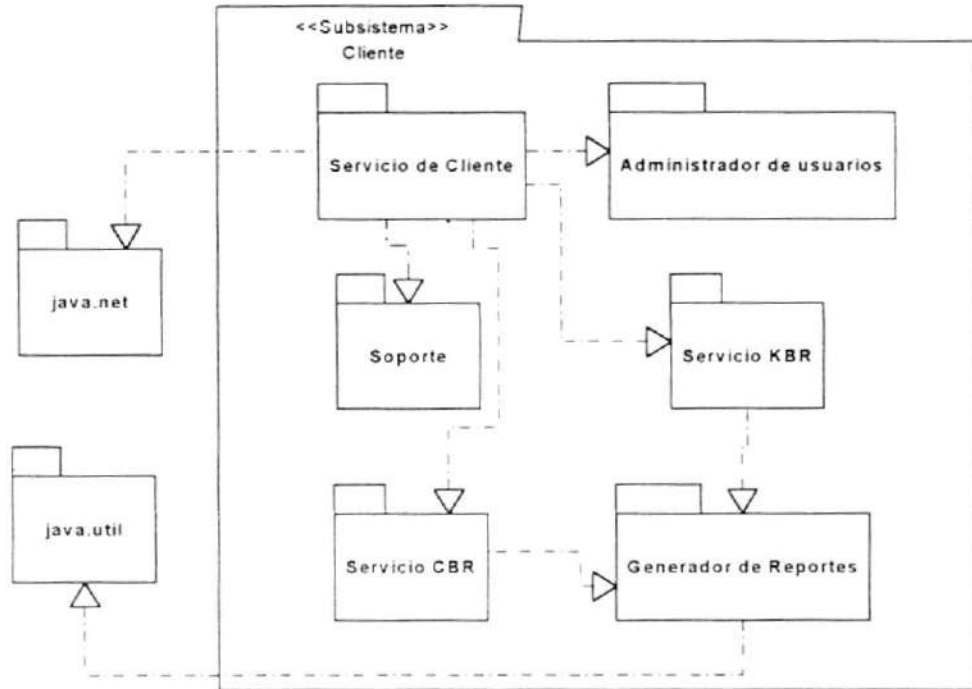 <<Subsistema>>
Cliente
Servicio de Cliente
Administrador de usuarios
java.net
Soporte
Servicio KBR
java.util
Servicio CBR
Generador de Reportes